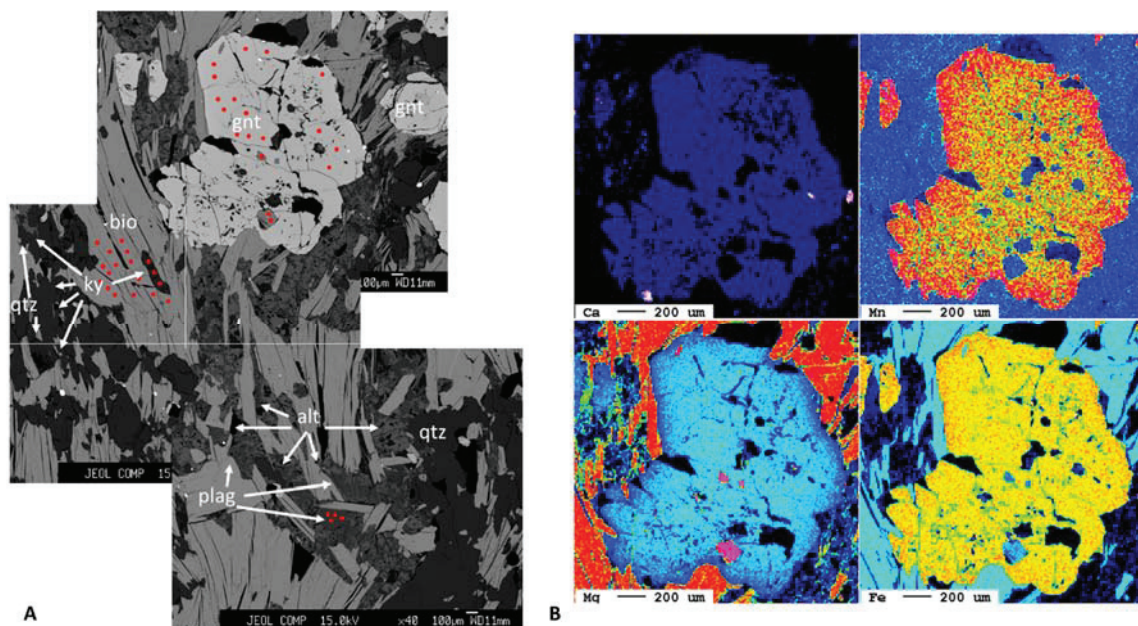 gnt
gnt
bio
ky
qtz
00µm WD11mm
JEOL COMP 15
alt
qtz
plag
JEOL COMP 15.0kV x40 100µm WD11mm
A
Ca 200 um
Mn 200 um
Mg 200 um
Fe 200 um
B